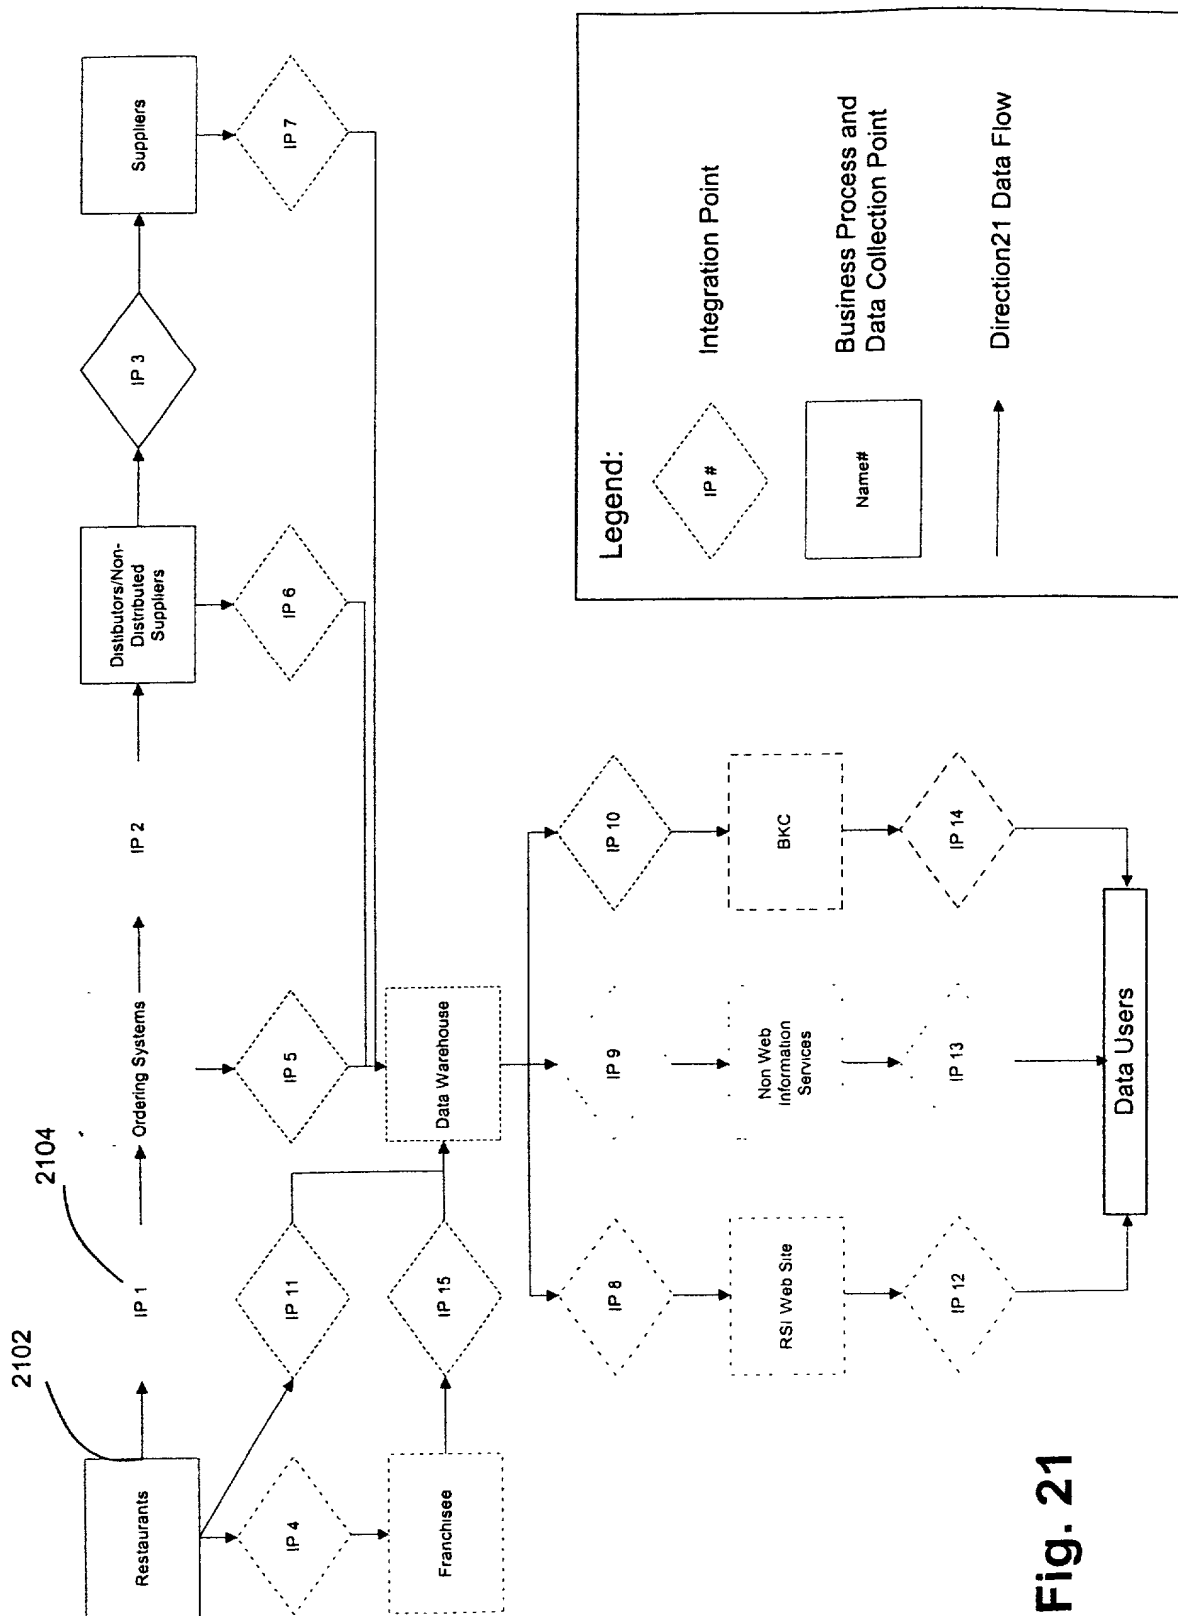 2102
2104
Restaurants
IP 1
Ordering Systems
IP 2
Distributors/Non-
Distributed
Suppliers
IP 3
Suppliers
IP 4
IP 11
IP 5
IP 6
IP 7
Franchisee
IP 15
Data Warehouse
IP 8
IP 9
IP 10
RSI Web Site
Non Web
Information
Services
BKC
IP 12
IP 13
IP 14
Data Users
Legend:
IP #
Integration Point
Name#
Business Process and
Data Collection Point
Direction21 Data Flow
Fig. 21